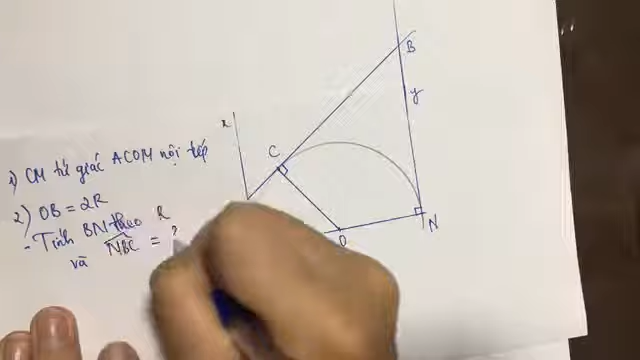 1) CM tứ giác ACOM nội tiếp
2) OB = 2R
- Tính BN theo R
và NBC = ?
x
C
B
y
O
N